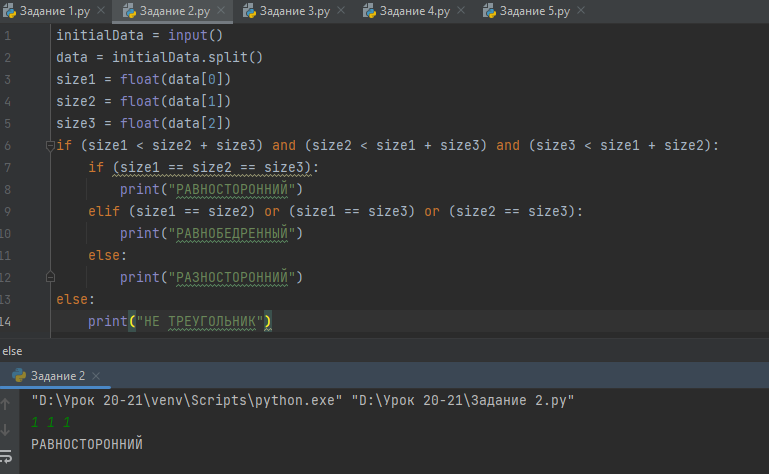 Задание 1.py Задание 2.py Задание 3.py Задание 4.py Задание 5.py
1 initialData = input()
2 data = initialData.split()
3 size1 = float(data[0])
4 size2 = float(data[1])
5 size3 = float(data[2])
6 if (size1 < size2 + size3) and (size2 < size1 + size3) and (size3 < size1 + size2):
7 if (size1 == size2 == size3):
8 print("РАВНОСТОРОННИЙ")
9 elif (size1 == size2) or (size1 == size3) or (size2 == size3):
10 print("РАВНОБЕДРЕННЫЙ")
11 else:
12 print("РАЗНОСТОРОННИЙ")
13 else:
14 print("НЕ ТРЕУГОЛЬНИК")
else
Задание 2
"D:\Урок 20-21\venv\Scripts\python.exe" "D:\Урок 20-21\Задание 2.py"
1 1 1
РАВНОСТОРОННИЙ